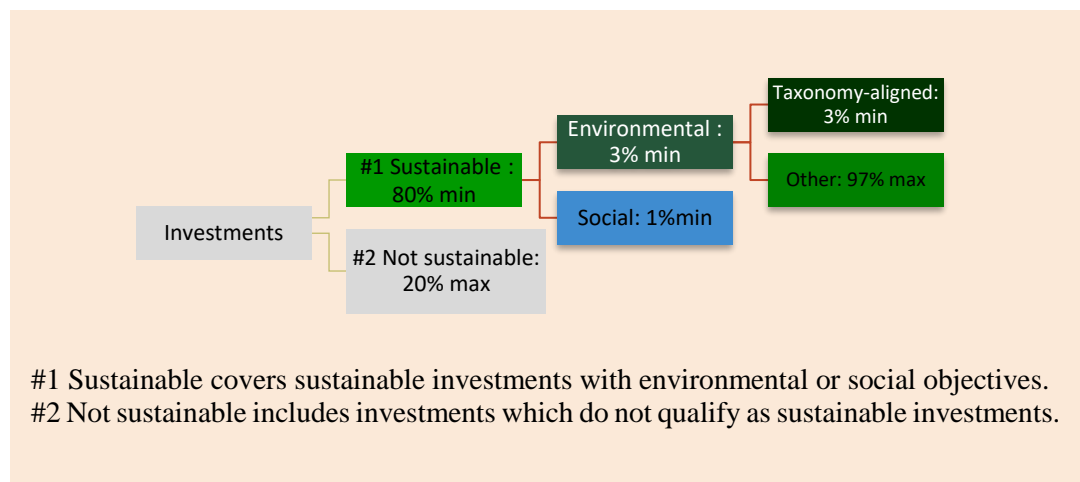 Taxonomy-aligned:
3% min
Environmental :
3% min
#1 Sustainable :
80% min
Other: 97% max
Social: 1%min
Investments
#2 Not sustainable:
20% max
#1 Sustainable covers sustainable investments with environmental or social objectives.
#2 Not sustainable includes investments which do not qualify as sustainable investments.